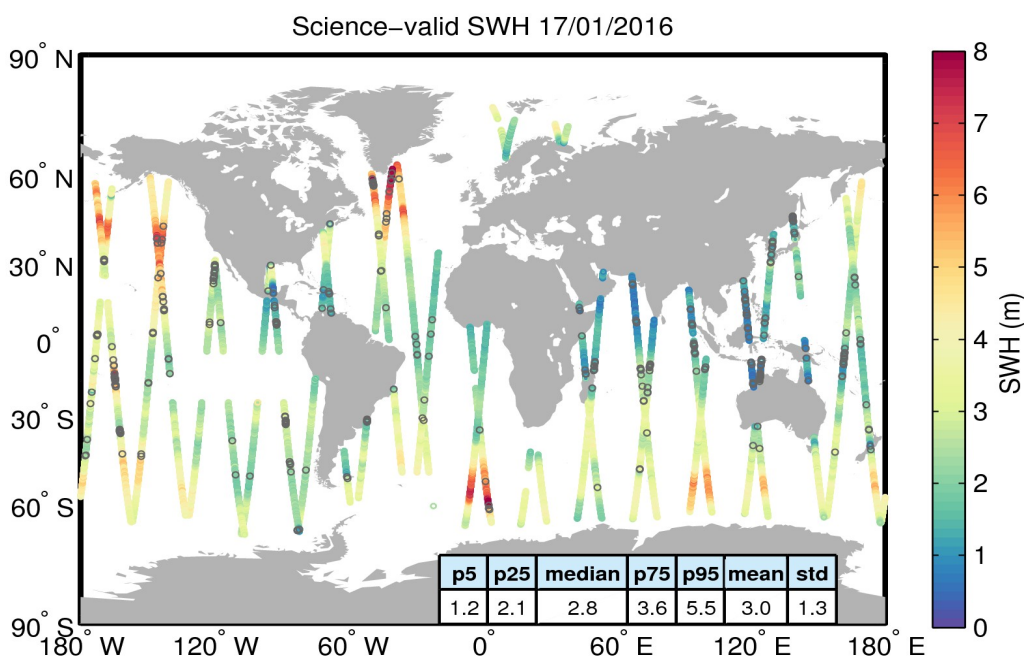 Science−valid SWH 17/01/2016
90° N
60° N
30° N
0°
30° S
60° S
90° S
180° W
120° W
60° W
0°
60° E
120° E
180° E
p5 p25 median p75 p95 mean std
1.2 2.1 2.8 3.6 5.5 3.0 1.3
8
7
6
5
4
3
2
1
0
SWH (m)